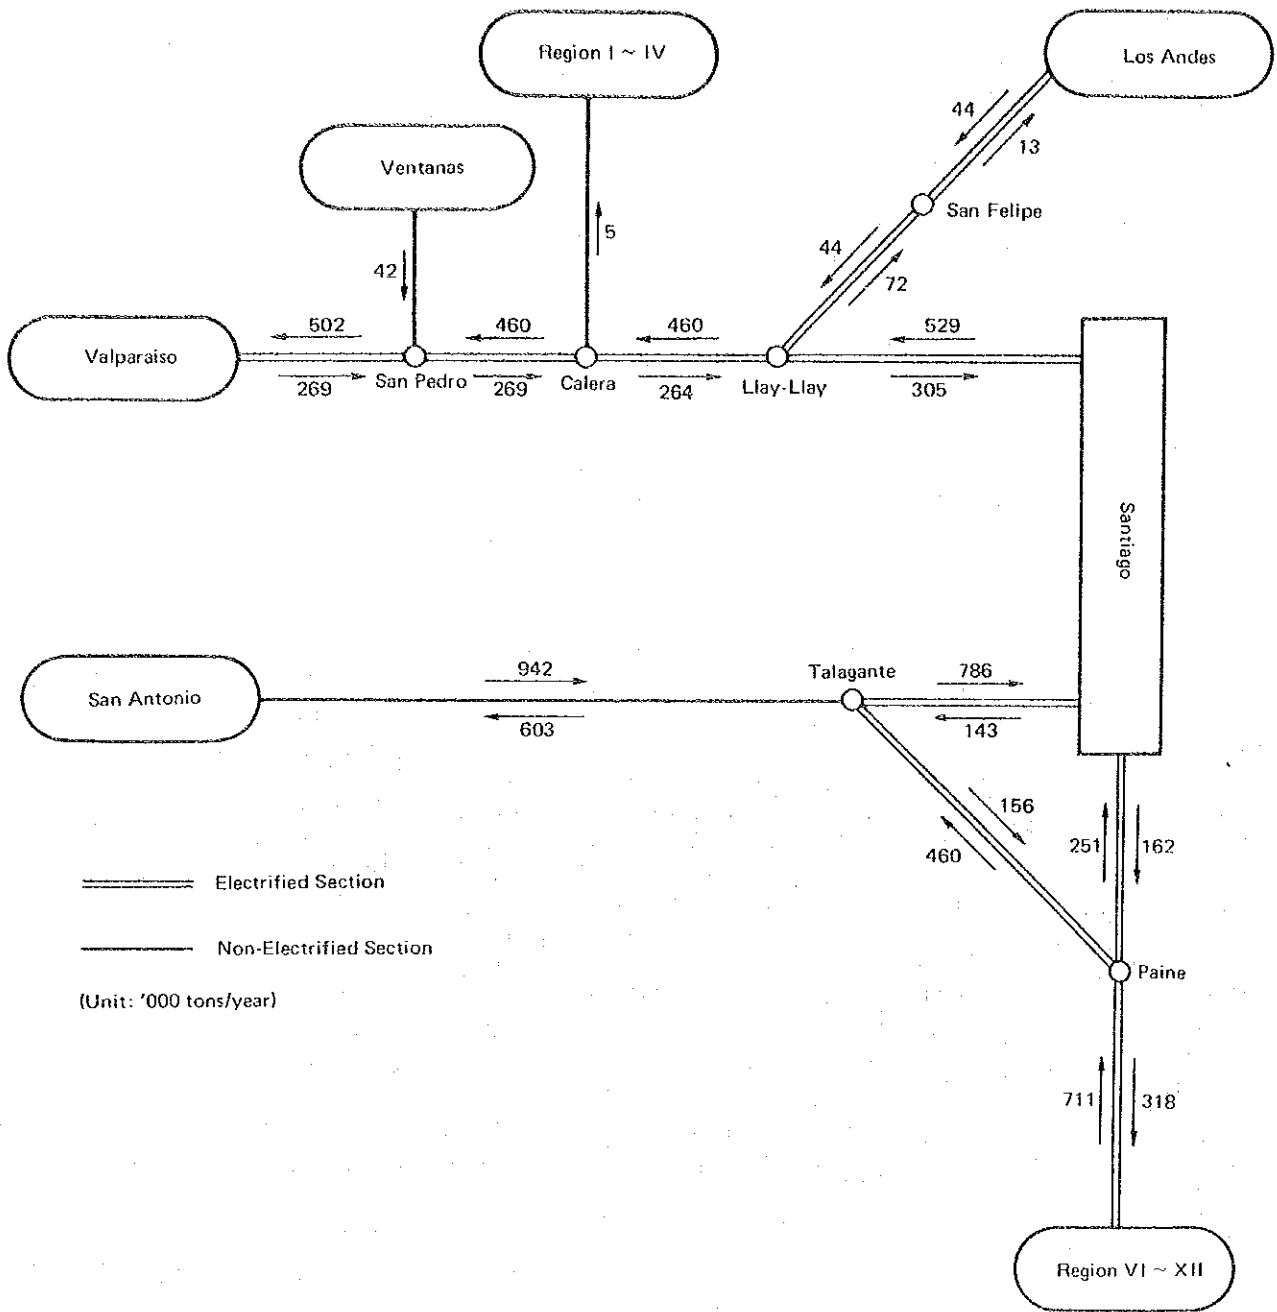 Region I ~ IV
Los Andes
Ventanas
44
13
San Felipe
5
42
44
72
Valparaiso
502
460
460
529
269
San Pedro
269
Calera
264
Llay-Llay
305
Santiago
San Antonio
942
603
Talagante
786
143
156
460
251
162
Electrified Section
Non-Electrified Section
(Unit: '000 tons/year)
Paine
711
318
Region VI ~ XII